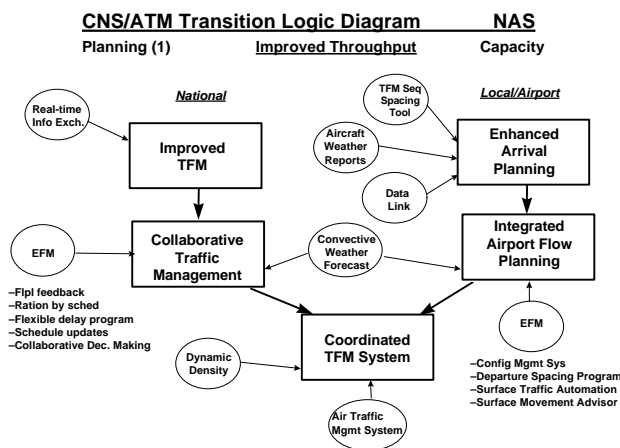 CNS/ATM Transition Logic Diagram NAS
Planning (1) Improved Throughput Capacity
National
Local/Airport
Real-time
Info Exch.
Improved
TFM
TFM Seq
Spacing
Tool
Aircraft
Weather
Reports
Data
Link
Enhanced
Arrival
Planning
EFM
Collaborative
Traffic
Management
Convective
Weather
Forecast
Integrated
Airport Flow
Planning
–Flpl feedback
–Ration by sched
–Flexible delay program
–Schedule updates
–Collaborative Dec. Making
Dynamic
Density
Coordinated
TFM System
Air Traffic
Mgmt System
EFM
–Config Mgmt Sys
–Departure Spacing Program
–Surface Traffic Automation
–Surface Movement Advisor